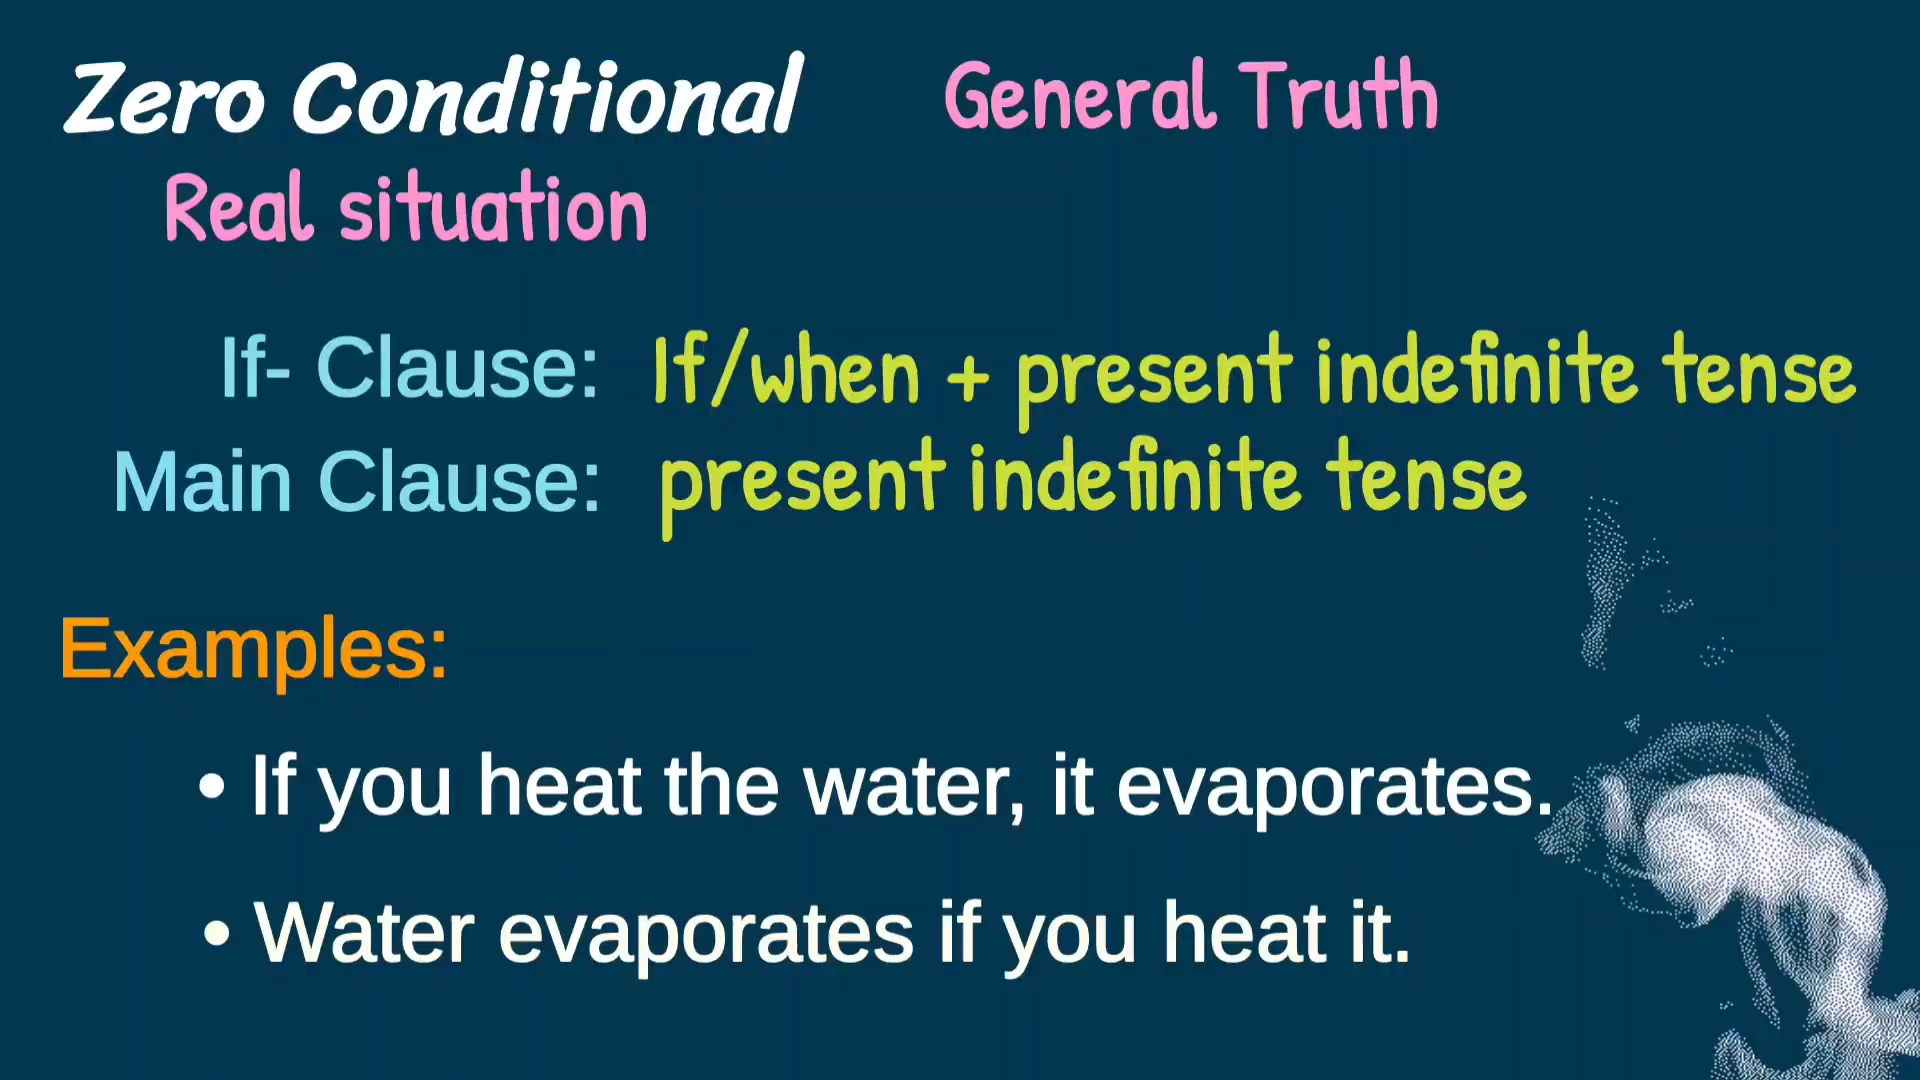 Zero Conditional General Truth
Real situation
If- Clause: If/when + present indefinite tense
Main Clause: present indefinite tense
Examples:
• If you heat the water, it evaporates.
• Water evaporates if you heat it.